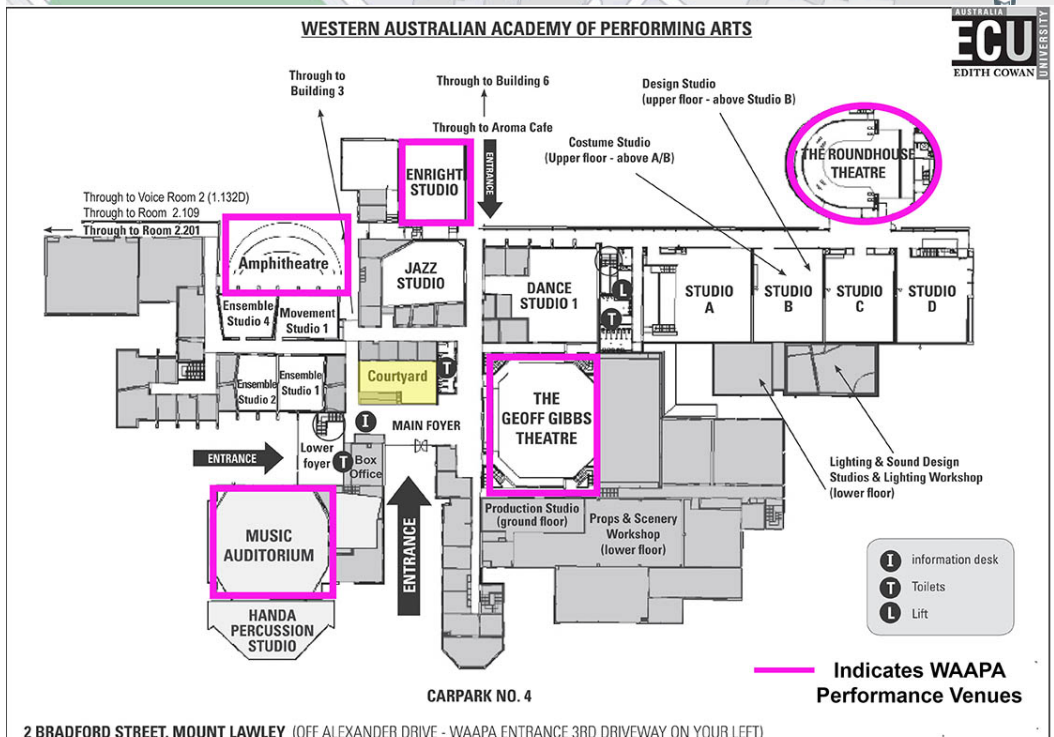 WESTERN AUSTRALIAN ACADEMY OF PERFORMING ARTS
AUSTRALIA
ECU
EDITH COWAN
UNIVERSITY
Through to
Building 3
Through to Building 6
Through to Aroma Cafe
ENTRANCE
Design Studio
(upper floor - above Studio B)
Costume Studio
(Upper floor - above A/B)
THE ROUNDHOUSE
THEATRE
ENRIGHT
STUDIO
Through to Voice Room 2 (1.132D)
Through to Room 2.109
Through to Room 2.201
Amphitheatre
JAZZ
STUDIO
DANCE
STUDIO 1
L
T
STUDIO
A
STUDIO
B
STUDIO
C
STUDIO
D
Ensemble
Studio 4
Movement
Studio 1
Ensemble
Studio 2
Ensemble
Studio 1
Courtyard
T
THE
GEOFF GIBBS
THEATRE
I
MAIN FOYER
Lower
foyer
T
Box
Office
ENTRANCE
ENTRANCE
Lighting & Sound Design
Studios & Lighting Workshop
(lower floor)
Production Studio
(ground floor)
Props & Scenery
Workshop
(lower floor)
MUSIC
AUDITORIUM
HANDA
PERCUSSION
STUDIO
I information desk
T Toilets
L Lift
Indicates WAAPA
Performance Venues
CARPARK NO. 4
2 BRADFORD STREET, MOUNT LAWLEY (OFF ALEXANDER DRIVE - WAAPA ENTRANCE 3RD DRIVEWAY ON YOUR LEFT)